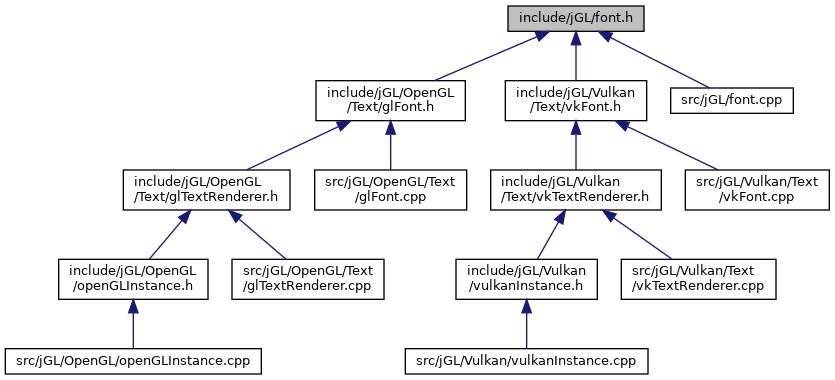 include/jGL/font.h
include/jGL/OpenGL
/Text/glFont.h
include/jGL/Vulkan
/Text/vkFont.h
src/jGL/font.cpp
include/jGL/OpenGL
/Text/glTextRenderer.h
src/jGL/OpenGL/Text
/glFont.cpp
include/jGL/Vulkan
/Text/vkTextRenderer.h
src/jGL/Vulkan/Text
/vkFont.cpp
include/jGL/OpenGL
/openGLInstance.h
src/jGL/OpenGL/Text
/glTextRenderer.cpp
include/jGL/Vulkan
/vulkanInstance.h
src/jGL/Vulkan/Text
/vkTextRenderer.cpp
src/jGL/OpenGL/openGLInstance.cpp
src/jGL/Vulkan/vulkanInstance.cpp